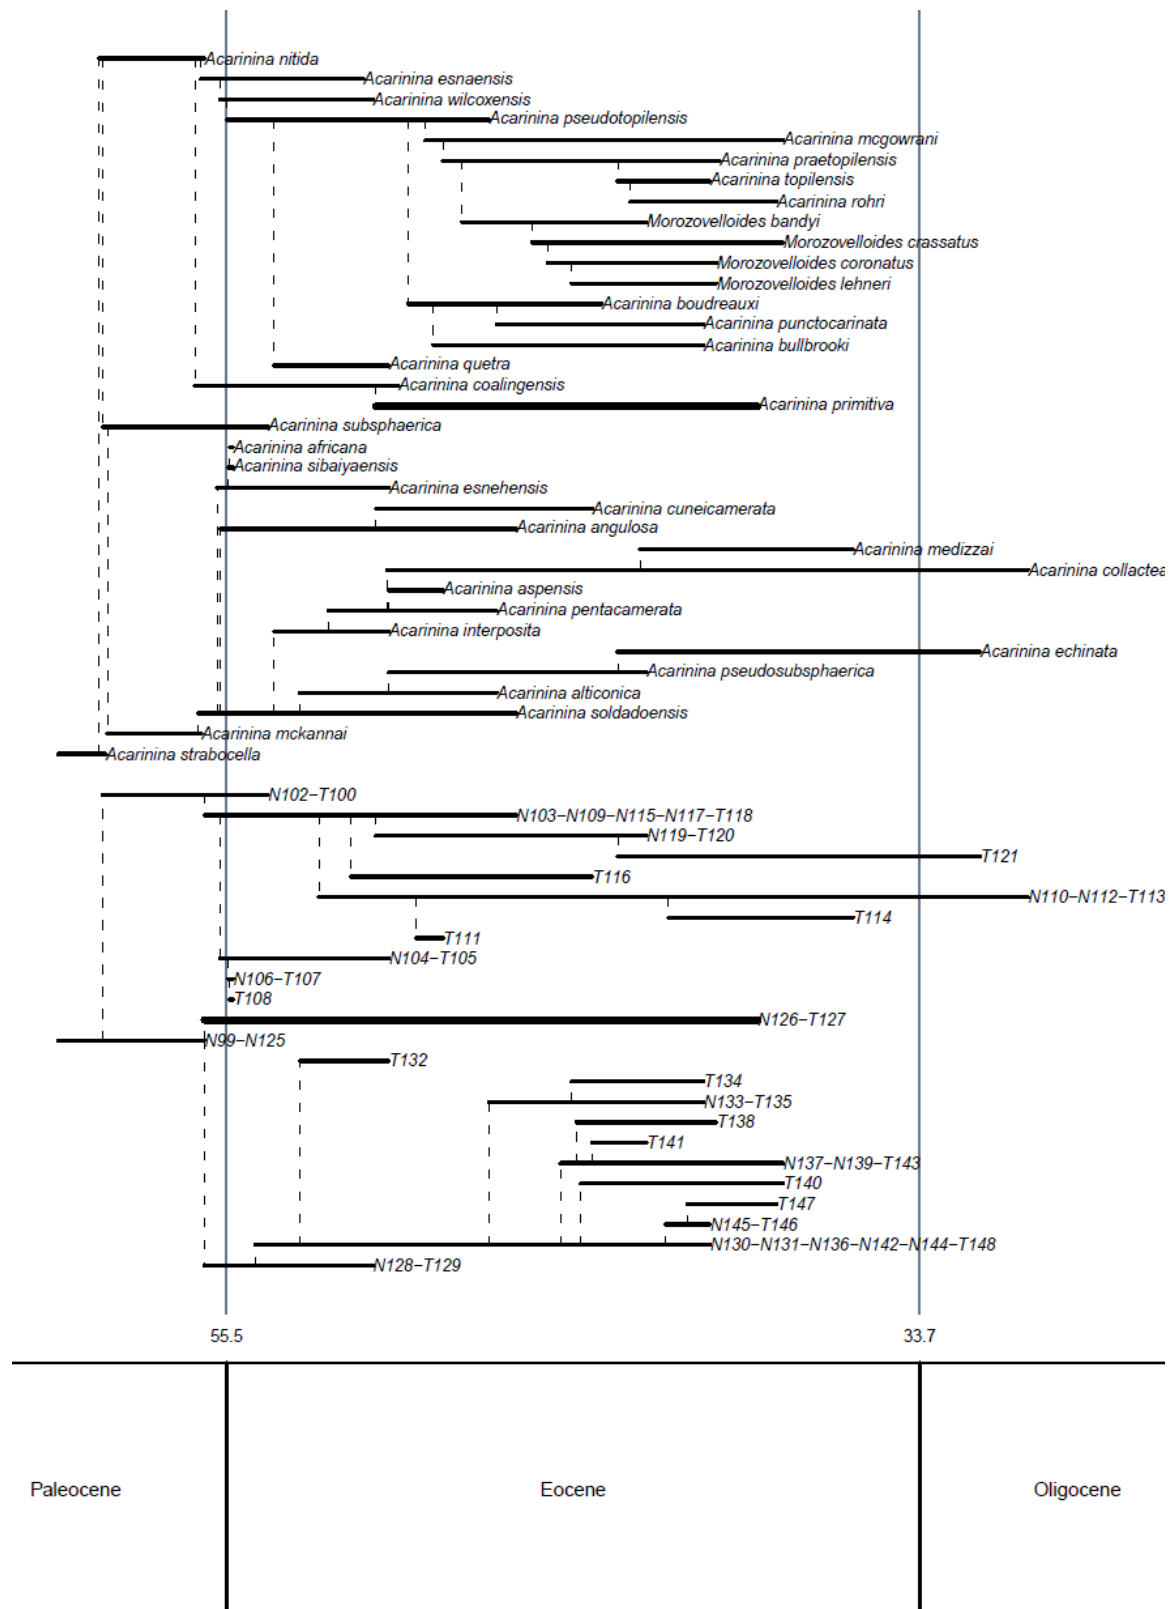 Acarinina nitida
Acarinina esnaensis
Acarinina wilcoxensis
Acarinina pseudotopilensis
Acarinina mcgowrani
Acarinina praetopilensis
Acarinina topilensis
Acarinina rohri
Morozovelloides bandyi
Morozovelloides crassatus
Morozovelloides coronatus
Morozovelloides lehneri
Acarinina boudreauxi
Acarinina punctocarinata
Acarinina bullbrooki
Acarinina quetra
Acarinina coalingensis
Acarinina primitiva
Acarinina subsphaerica
Acarinina africana
Acarinina sibaiyaensis
Acarinina esnehensis
Acarinina cuneicamerata
Acarinina angulosa
Acarinina medizzai
Acarinina collactea
Acarinina aspensis
Acarinina pentacamerata
Acarinina interposita
Acarinina echinata
Acarinina pseudosubsphaerica
Acarinina alticonica
Acarinina soldadoensis
Acarinina mckannai
Acarinina strabocella
N102−T100
N103−N109−N115−N117−T118
N119−T120
T121
T116
N110−N112−T113
T114
T111
N104−T105
N106−T107
T108
N126−T127
N99−N125
T132
T134
N133−T135
T138
T141
N137−N139−T143
T140
T147
N145−T146
N130−N131−N136−N142−N144−T148
N128−T129
55.5 33.7
Paleocene Eocene Oligocene